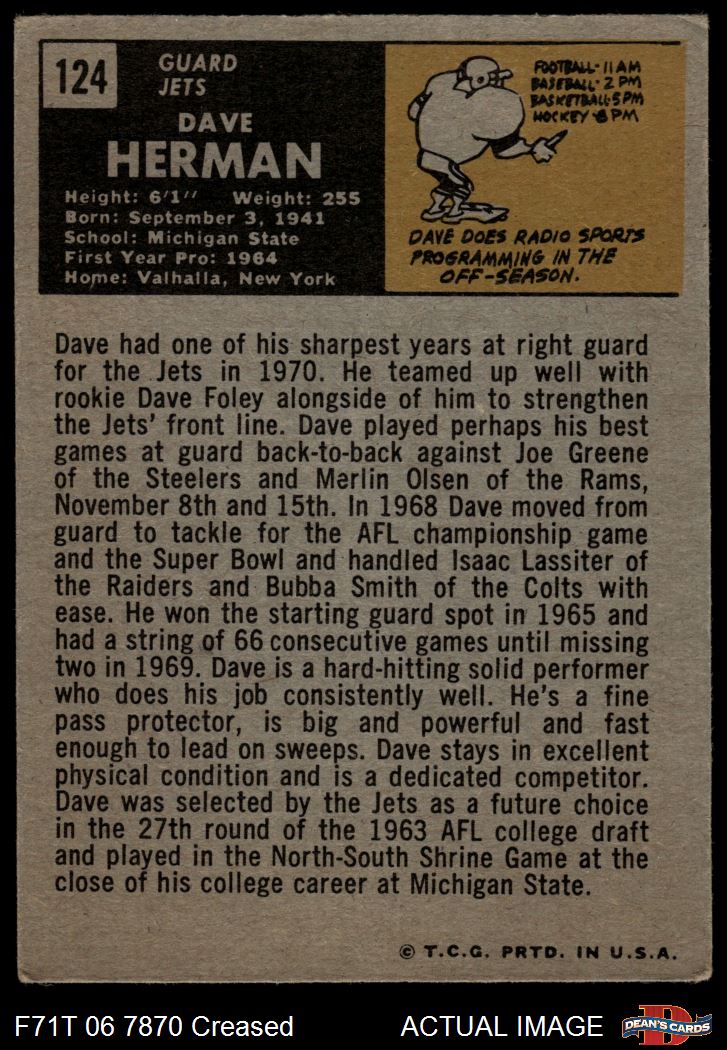 124
GUARD
JETS
DAVE
HERMAN
Height: 6'1'' Weight: 255
Born: September 3, 1941
School: Michigan State
First Year Pro: 1964
Home: Valhalla, New York
FOOTBALL-11 AM
BASEBALL-2 PM
BASKETBALL-5 PM
HOCKEY-8 PM
DAVE DOES RADIO SPORTS
PROGRAMMING IN THE
OFF-SEASON.
Dave had one of his sharpest years at right guard
for the Jets in 1970. He teamed up well with
rookie Dave Foley alongside of him to strengthen
the Jets' front line. Dave played perhaps his best
games at guard back-to-back against Joe Greene
of the Steelers and Merlin Olsen of the Rams,
November 8th and 15th. In 1968 Dave moved from
guard to tackle for the AFL championship game
and the Super Bowl and handled Isaac Lassiter of
the Raiders and Bubba Smith of the Colts with
ease. He won the starting guard spot in 1965 and
had a string of 66 consecutive games until missing
two in 1969. Dave is a hard-hitting solid performer
who does his job consistently well. He's a fine
pass protector, is big and powerful and fast
enough to lead on sweeps. Dave stays in excellent
physical condition and is a dedicated competitor.
Dave was selected by the Jets as a future choice
in the 27th round of the 1963 AFL college draft
and played in the North-South Shrine Game at the
close of his college career at Michigan State.
© T.C.G. PRTD. IN U.S.A.
F71T 06 7870 Creased ACTUAL IMAGE
D
DEAN'S CARDS